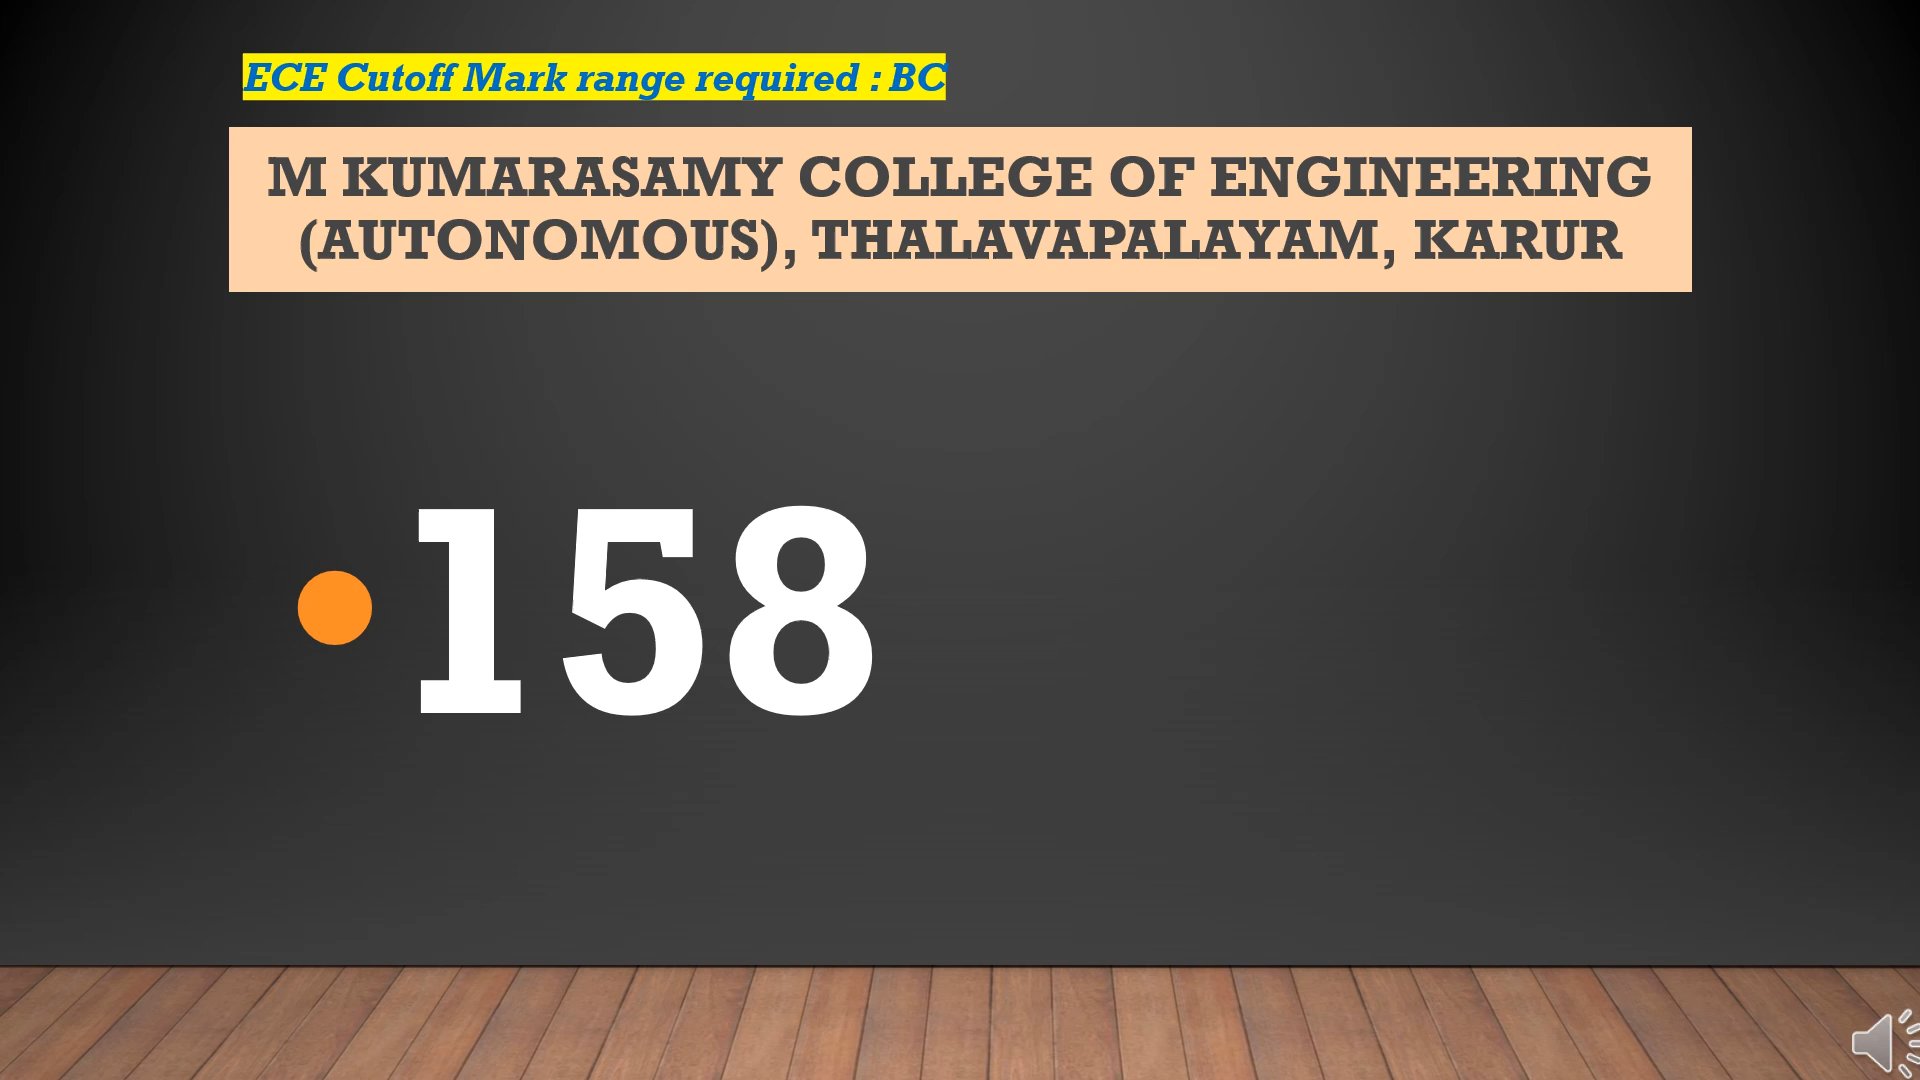 ECE Cutoff Mark range required : BC
M KUMARASAMY COLLEGE OF ENGINEERING
(AUTONOMOUS), THALAVAPALAYAM, KARUR
158